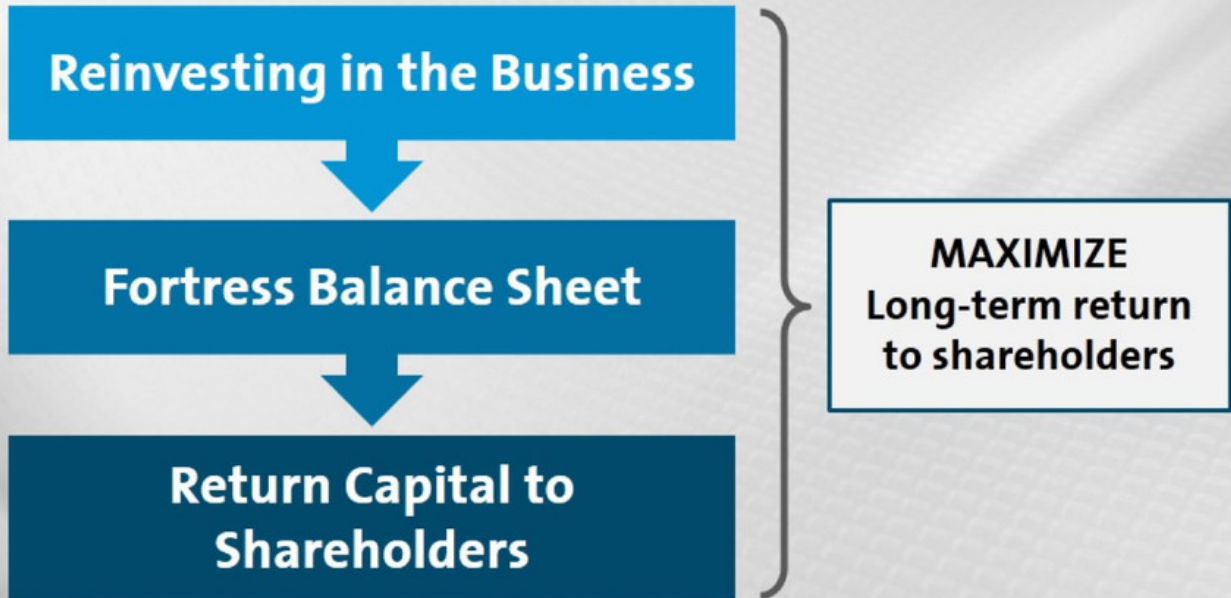 Reinvesting in the Business
Fortress Balance Sheet
Return Capital to
Shareholders
MAXIMIZE
Long-term return
to shareholders